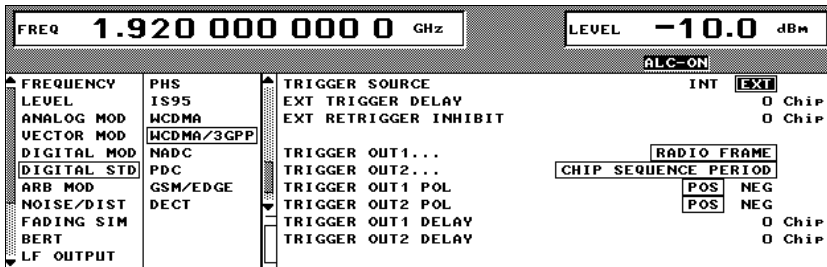 FREQ 1.920 000 000 0 GHz LEVEL -10.0 dBm
ALC-ON
FREQUENCY PHS TRIGGER SOURCE INT EXT
LEVEL IS95 EXT TRIGGER DELAY 0 Chip
ANALOG MOD WCDMA EXT RETRIGGER INHIBIT 0 Chip
VECTOR MOD WCDMA/3GPP
DIGITAL MOD NADC TRIGGER OUT1... RADIO FRAME
DIGITAL STD PDC TRIGGER OUT2... CHIP SEQUENCE PERIOD
ARB MOD GSM/EDGE TRIGGER OUT1 POL POS NEG
NOISE/DIST DECT TRIGGER OUT2 POL POS NEG
FADING SIM TRIGGER OUT1 DELAY 0 Chip
BERT TRIGGER OUT2 DELAY 0 Chip
LF OUTPUT